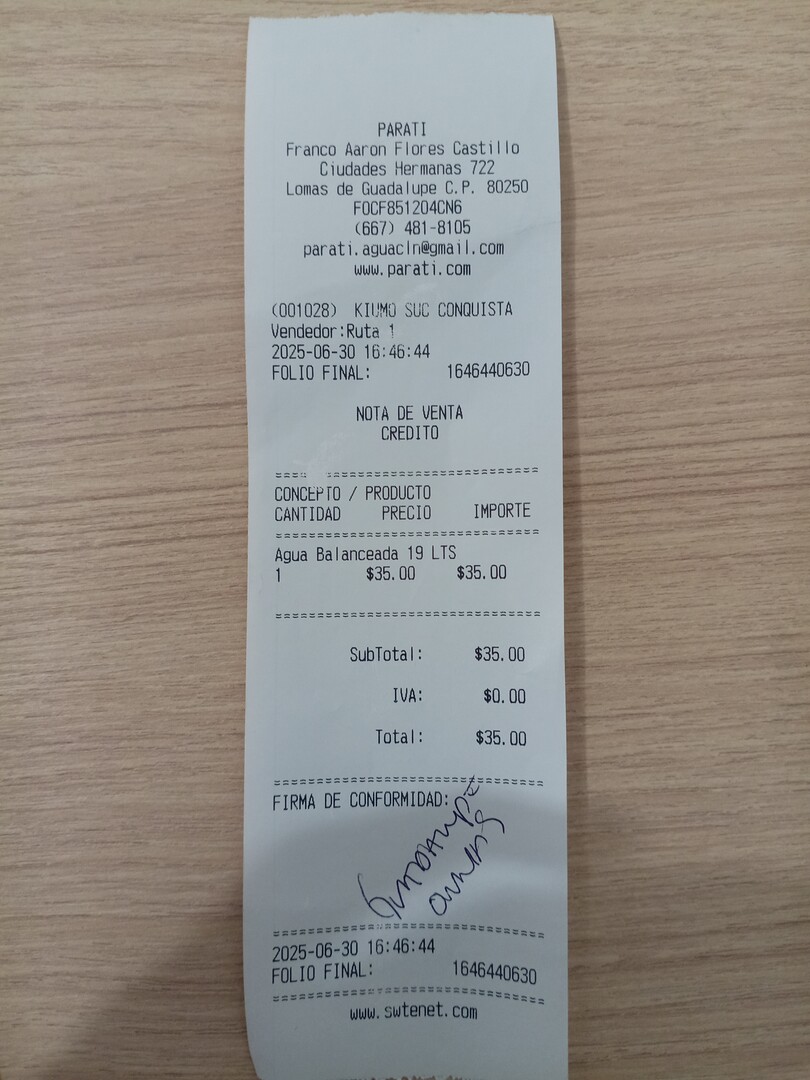 PARATI
Franco Aaron Flores Castillo
Ciudades Hermanas 722
Lomas de Guadalupe C.P. 80250
FOCF851204CN6
(667) 481-8105
parati.aguacln@gmail.com
www.parati.com
(001028) KIUMO SUC CONQUISTA
Vendedor:Ruta 1
2025-06-30 16:46:44
FOLIO FINAL: 1646440630
NOTA DE VENTA
CREDITO
CONCEPTO / PRODUCTO
CANTIDAD PRECIO IMPORTE
Agua Balanceada 19 LTS
1 $35.00 $35.00
SubTotal: $35.00
IVA: $0.00
Total: $35.00
FIRMA DE CONFORMIDAD:
2025-06-30 16:46:44
FOLIO FINAL: 1646440630
www.swtenet.com